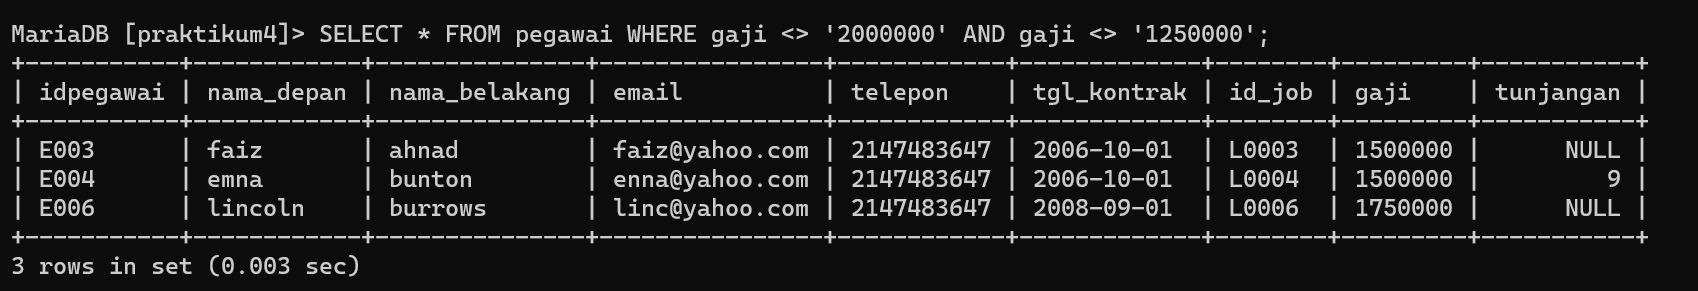 MariaDB [praktikum4]> SELECT * FROM pegawai WHERE gaji <> '2000000' AND gaji <> '1250000';
+-----------+------------+---------------+----------------+------------+--------------+--------+---------+-----------+
| idpegawai | nama_depan | nama_belakang | email          | telepon    | tgl_kontrak | id_job | gaji    | tunjangan |
+-----------+------------+---------------+----------------+------------+--------------+--------+---------+-----------+
| E003      | faiz       | ahnad         | faiz@yahoo.com | 2147483647 | 2006-10-01  | L0003  | 1500000 |      NULL |
| E004      | emna       | bunton        | enna@yahoo.com | 2147483647 | 2006-10-01  | L0004  | 1500000 |         9 |
| E006      | lincoln    | burrows       | linc@yahoo.com | 2147483647 | 2008-09-01  | L0006  | 1750000 |      NULL |
+-----------+------------+---------------+----------------+------------+--------------+--------+---------+-----------+
3 rows in set (0.003 sec)